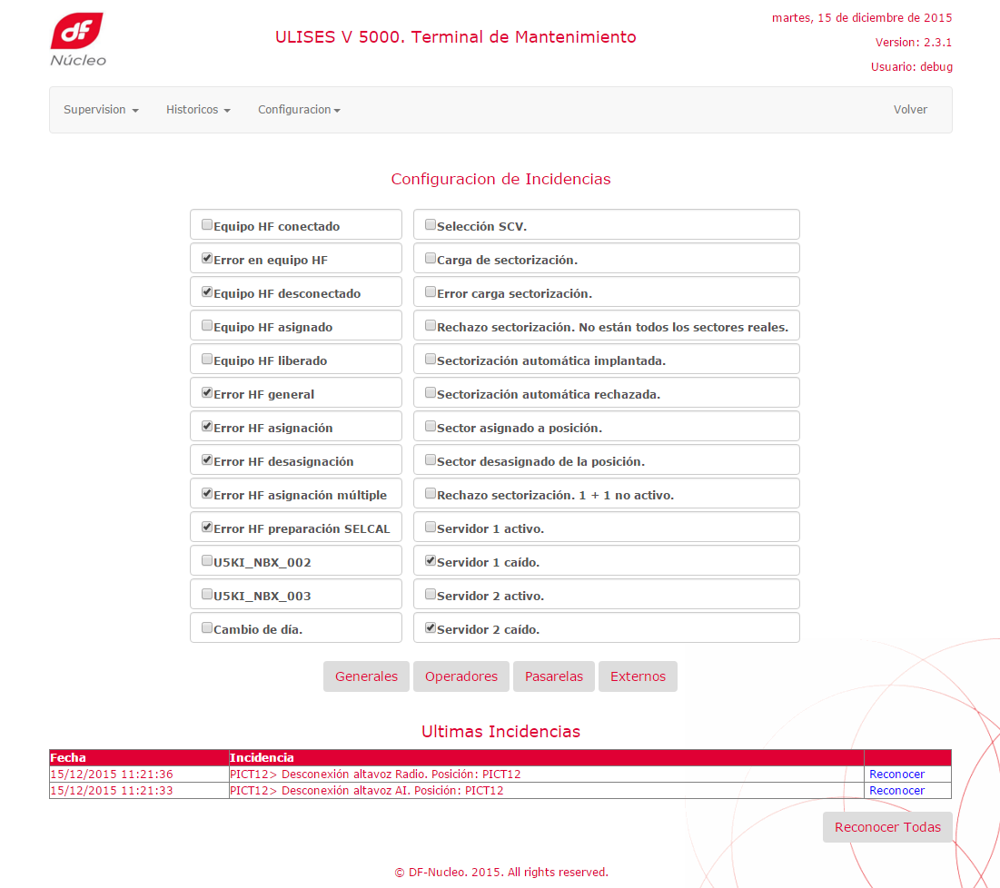 df
Núcleo
ULISES V 5000. Terminal de Mantenimiento
martes, 15 de diciembre de 2015
Version: 2.3.1
Usuario: debug
Supervision Historicos Configuracion Volver
Configuracion de Incidencias
Equipo HF conectado Selección SCV.
Error en equipo HF Carga de sectorización.
Equipo HF desconectado Error carga sectorización.
Equipo HF asignado Rechazo sectorización. No están todos los sectores reales.
Equipo HF liberado Sectorización automática implantada.
Error HF general Sectorización automática rechazada.
Error HF asignación Sector asignado a posición.
Error HF desasignación Sector desasignado de la posición.
Error HF asignación múltiple Rechazo sectorización. 1 + 1 no activo.
Error HF preparación SELCAL Servidor 1 activo.
U5KI_NBX_002 Servidor 1 caído.
U5KI_NBX_003 Servidor 2 activo.
Cambio de día. Servidor 2 caído.
Generales Operadores Pasarelas Externos
Ultimas Incidencias
Fecha Incidencia
15/12/2015 11:21:36 PICT12> Desconexión altavoz Radio. Posición: PICT12 Reconocer
15/12/2015 11:21:33 PICT12> Desconexión altavoz AI. Posición: PICT12 Reconocer
Reconocer Todas
© DF-Nucleo. 2015. All rights reserved.